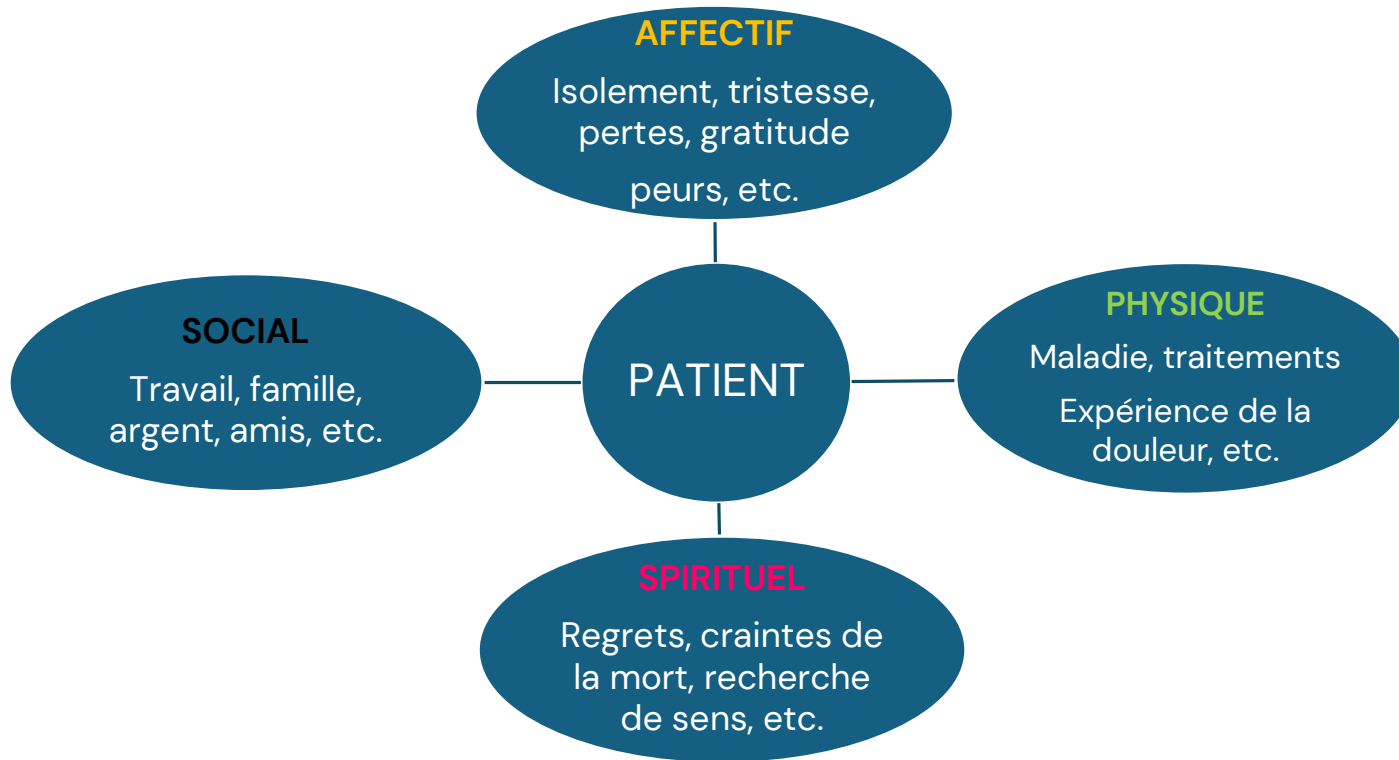 AFFECTIF
Isolement, tristesse,
pertes, gratitude
peurs, etc.
SOCIAL
Travail, famille,
argent, amis, etc.
PATIENT
PHYSIQUE
Maladie, traitements
Expérience de la
douleur, etc.
SPIRITUEL
Regrets, craintes de
la mort, recherche
de sens, etc.